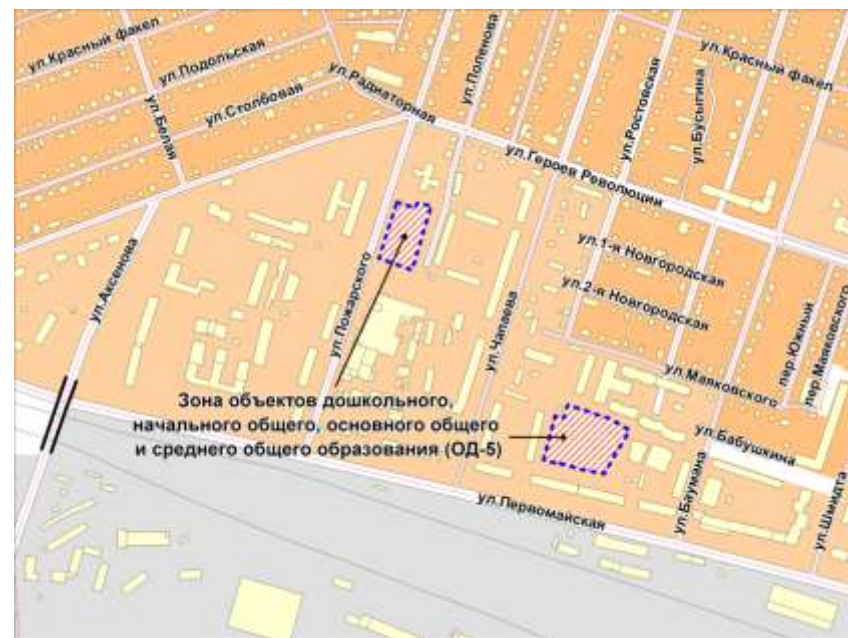 ул.Красный факел
ул.Подольская
ул.Столбовая
ул.Белая
ул.Радиаторная
ул.Поленова
ул.Ростовская
ул.Бусыгина
ул.Красный факел
ул.Героев Революции
ул.Аксенова
ул.Пожарского
ул.Чапаева
ул.1-я Новгородская
ул.2-я Новгородская
пер.Южный
пер.Маяковского
ул.Маяковского
Зона объектов дошкольного,
начального общего, основного общего
и среднего общего образования (ОД-5)
ул.Бабушкина
ул.Первомайская
ул.Баумана
ул.Шмидта